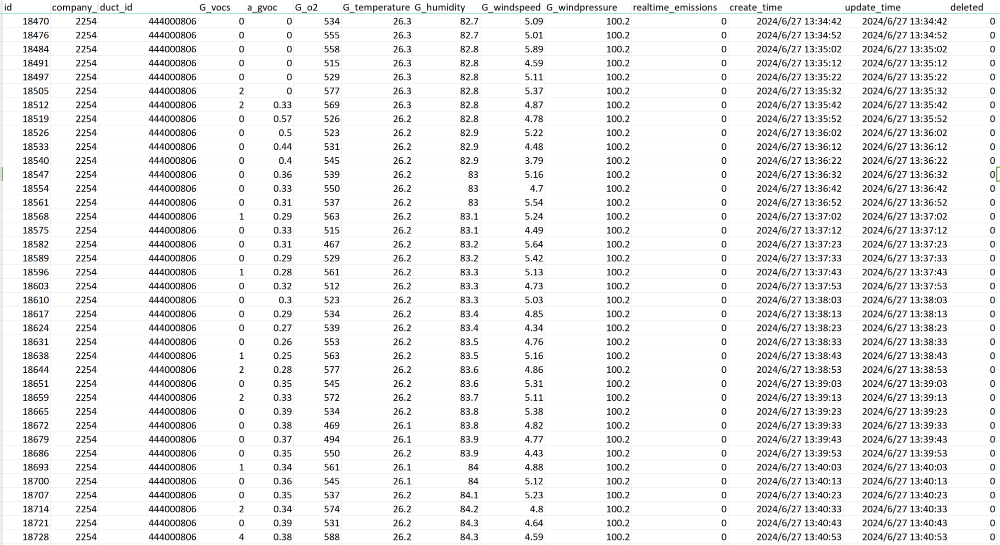 id company_i duct_id G_vocs a_gvoc G_o2 G_temperature G_humidity G_windspeed G_windpressure realtime_emissions create_time update_time deleted
18470 2254 444000806 0 0 534 26.3 82.7 5.09 100.2 0 2024/6/27 13:34:42 2024/6/27 13:34:42 0
18476 2254 444000806 0 0 555 26.3 82.7 5.01 100.2 0 2024/6/27 13:34:52 2024/6/27 13:34:52 0
18484 2254 444000806 0 0 558 26.3 82.8 5.89 100.2 0 2024/6/27 13:35:02 2024/6/27 13:35:02 0
18491 2254 444000806 0 0 515 26.3 82.8 4.59 100.2 0 2024/6/27 13:35:12 2024/6/27 13:35:12 0
18497 2254 444000806 0 0 529 26.3 82.8 5.11 100.2 0 2024/6/27 13:35:22 2024/6/27 13:35:22 0
18505 2254 444000806 2 0 577 26.3 82.8 5.37 100.2 0 2024/6/27 13:35:32 2024/6/27 13:35:32 0
18512 2254 444000806 2 0.33 569 26.3 82.8 4.87 100.2 0 2024/6/27 13:35:42 2024/6/27 13:35:42 0
18519 2254 444000806 0 0.57 526 26.2 82.8 4.78 100.2 0 2024/6/27 13:35:52 2024/6/27 13:35:52 0
18526 2254 444000806 0 0.5 523 26.2 82.9 5.22 100.2 0 2024/6/27 13:36:02 2024/6/27 13:36:02 0
18533 2254 444000806 0 0.44 531 26.2 82.9 4.48 100.2 0 2024/6/27 13:36:12 2024/6/27 13:36:12 0
18540 2254 444000806 0 0.4 545 26.2 82.9 3.79 100.2 0 2024/6/27 13:36:22 2024/6/27 13:36:22 0
18547 2254 444000806 0 0.36 539 26.2 83 5.16 100.2 0 2024/6/27 13:36:32 2024/6/27 13:36:32 0
18554 2254 444000806 0 0.33 550 26.2 83 4.7 100.2 0 2024/6/27 13:36:42 2024/6/27 13:36:42 0
18561 2254 444000806 0 0.31 537 26.2 83 5.54 100.2 0 2024/6/27 13:36:52 2024/6/27 13:36:52 0
18568 2254 444000806 1 0.29 563 26.2 83.1 5.24 100.2 0 2024/6/27 13:37:02 2024/6/27 13:37:02 0
18575 2254 444000806 0 0.33 515 26.2 83.1 4.49 100.2 0 2024/6/27 13:37:12 2024/6/27 13:37:12 0
18582 2254 444000806 0 0.31 467 26.2 83.2 5.64 100.2 0 2024/6/27 13:37:23 2024/6/27 13:37:23 0
18589 2254 444000806 0 0.29 529 26.2 83.2 5.42 100.2 0 2024/6/27 13:37:33 2024/6/27 13:37:33 0
18596 2254 444000806 1 0.28 561 26.2 83.3 5.13 100.2 0 2024/6/27 13:37:43 2024/6/27 13:37:43 0
18603 2254 444000806 0 0.32 512 26.2 83.3 4.73 100.2 0 2024/6/27 13:37:53 2024/6/27 13:37:53 0
18610 2254 444000806 0 0.3 523 26.2 83.3 5.03 100.2 0 2024/6/27 13:38:03 2024/6/27 13:38:03 0
18617 2254 444000806 0 0.29 534 26.2 83.4 4.85 100.2 0 2024/6/27 13:38:13 2024/6/27 13:38:13 0
18624 2254 444000806 0 0.27 539 26.2 83.4 4.34 100.2 0 2024/6/27 13:38:23 2024/6/27 13:38:23 0
18631 2254 444000806 0 0.26 553 26.2 83.5 4.76 100.2 0 2024/6/27 13:38:33 2024/6/27 13:38:33 0
18638 2254 444000806 1 0.25 563 26.2 83.5 5.16 100.2 0 2024/6/27 13:38:43 2024/6/27 13:38:43 0
18644 2254 444000806 2 0.28 577 26.2 83.6 4.86 100.2 0 2024/6/27 13:38:53 2024/6/27 13:38:53 0
18651 2254 444000806 0 0.35 545 26.2 83.6 5.31 100.2 0 2024/6/27 13:39:03 2024/6/27 13:39:03 0
18659 2254 444000806 2 0.33 572 26.2 83.7 5.11 100.2 0 2024/6/27 13:39:13 2024/6/27 13:39:13 0
18665 2254 444000806 0 0.39 534 26.2 83.8 5.38 100.2 0 2024/6/27 13:39:23 2024/6/27 13:39:23 0
18672 2254 444000806 0 0.38 469 26.1 83.8 4.82 100.2 0 2024/6/27 13:39:33 2024/6/27 13:39:33 0
18679 2254 444000806 0 0.37 494 26.1 83.9 4.77 100.2 0 2024/6/27 13:39:43 2024/6/27 13:39:43 0
18686 2254 444000806 0 0.35 550 26.2 83.9 4.43 100.2 0 2024/6/27 13:39:53 2024/6/27 13:39:53 0
18693 2254 444000806 1 0.34 561 26.1 84 4.88 100.2 0 2024/6/27 13:40:03 2024/6/27 13:40:03 0
18700 2254 444000806 0 0.36 545 26.1 84 5.12 100.2 0 2024/6/27 13:40:13 2024/6/27 13:40:13 0
18707 2254 444000806 0 0.35 537 26.2 84.1 5.23 100.2 0 2024/6/27 13:40:23 2024/6/27 13:40:23 0
18714 2254 444000806 2 0.34 574 26.2 84.2 4.8 100.2 0 2024/6/27 13:40:33 2024/6/27 13:40:33 0
18721 2254 444000806 0 0.39 531 26.2 84.3 4.64 100.2 0 2024/6/27 13:40:43 2024/6/27 13:40:43 0
18728 2254 444000806 4 0.38 588 26.2 84.3 4.59 100.2 0 2024/6/27 13:40:53 2024/6/27 13:40:53 0